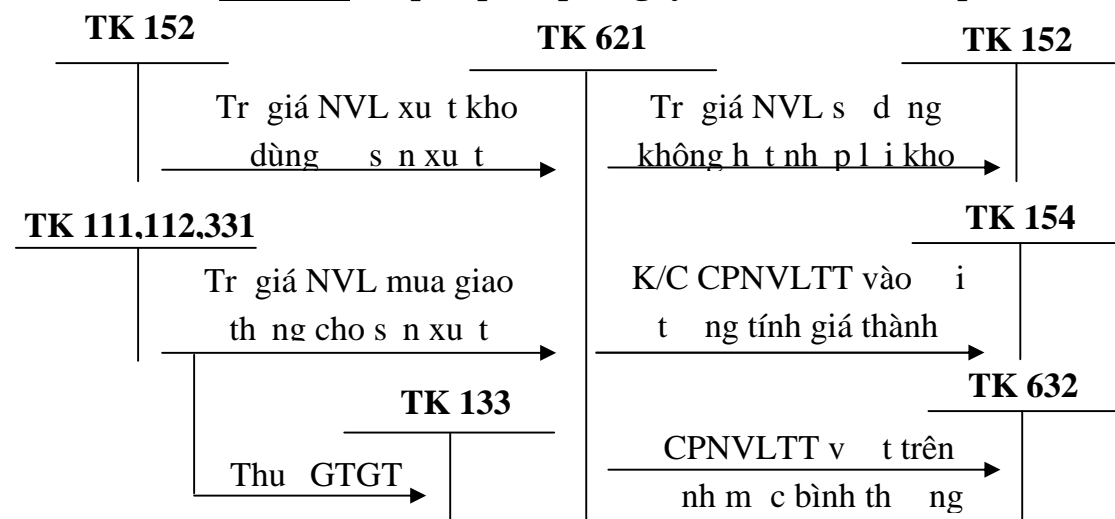 TK 152
TK 621
TK 152
Tr giá NVL xu t kho
dùng s n xu t
Tr giá NVL s d ng
không h t nh p l i kho
TK 111,112,331
TK 154
Tr giá NVL mua giao
th ng cho s n xu t
K/C CPNVLTT vào i
t ng tính giá thành
TK 133
TK 632
Thu GTGT
CPNVLTT v t trên
nh m c bình th ng